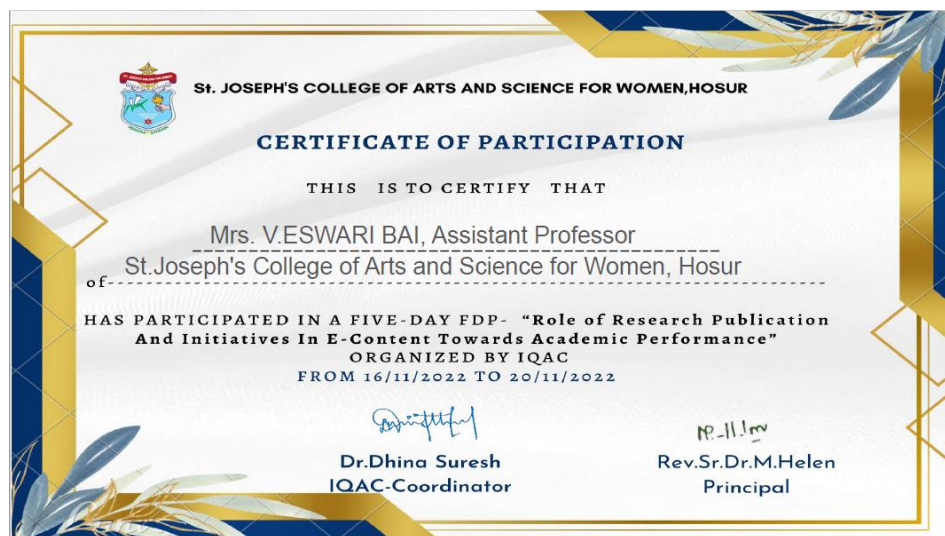 St. JOSEPH'S COLLEGE OF ARTS AND SCIENCE FOR WOMEN,HOSUR
CERTIFICATE OF PARTICIPATION
THIS IS TO CERTIFY THAT
Mrs. V.ESWARI BAI, Assistant Professor
of St.Joseph's College of Arts and Science for Women, Hosur
HAS PARTICIPATED IN A FIVE-DAY FDP- “Role of Research Publication
And Initiatives In E-Content Towards Academic Performance”
ORGANIZED BY IQAC
FROM 16/11/2022 TO 20/11/2022
Dr.Dhina Suresh
IQAC-Coordinator
Rev.Sr.Dr.M.Helen
Principal